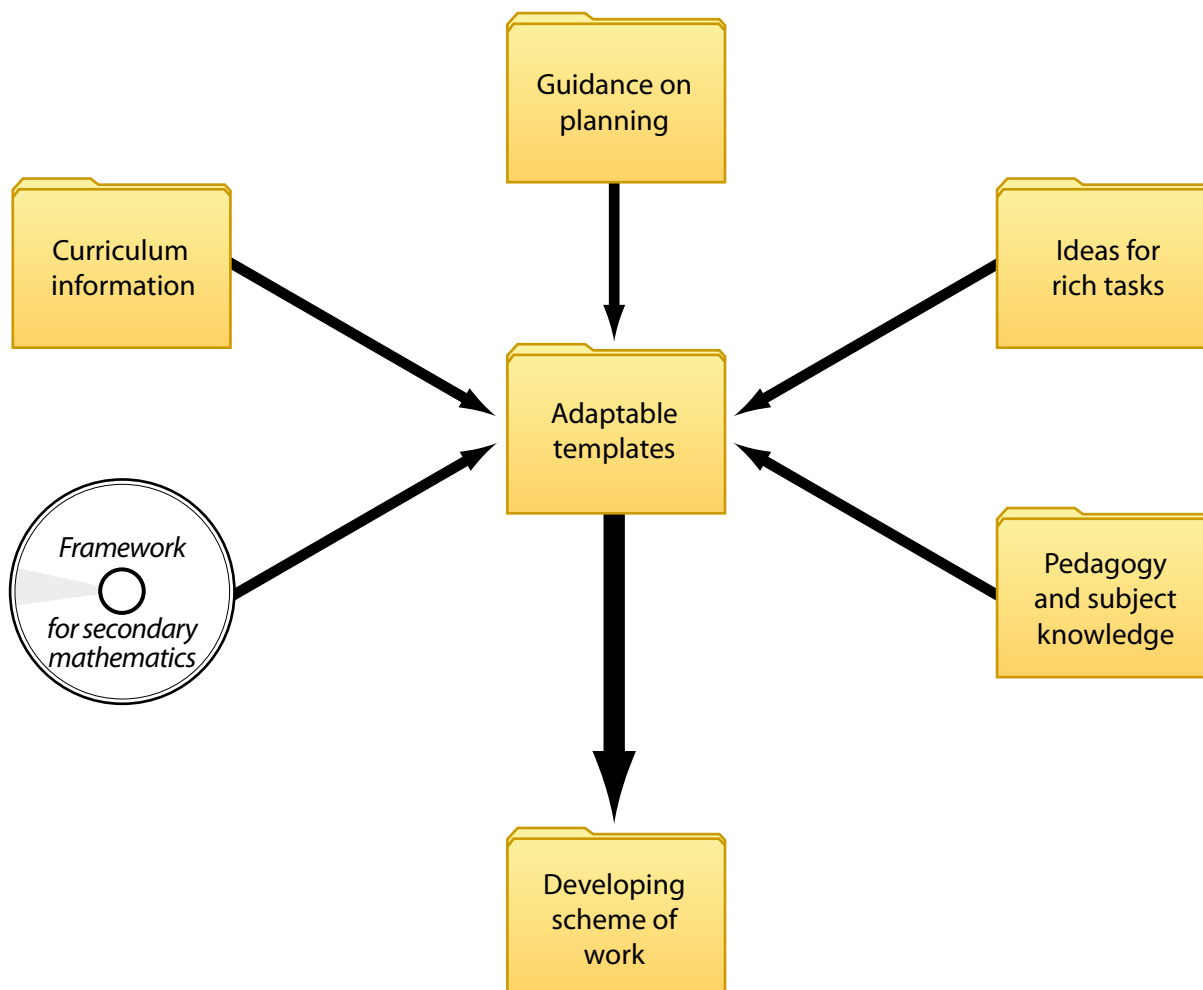 Guidance on
planning
Curriculum
information
Ideas for
rich tasks
Adaptable
templates
Framework
for secondary
mathematics
Pedagogy
and subject
knowledge
Developing
scheme of
work